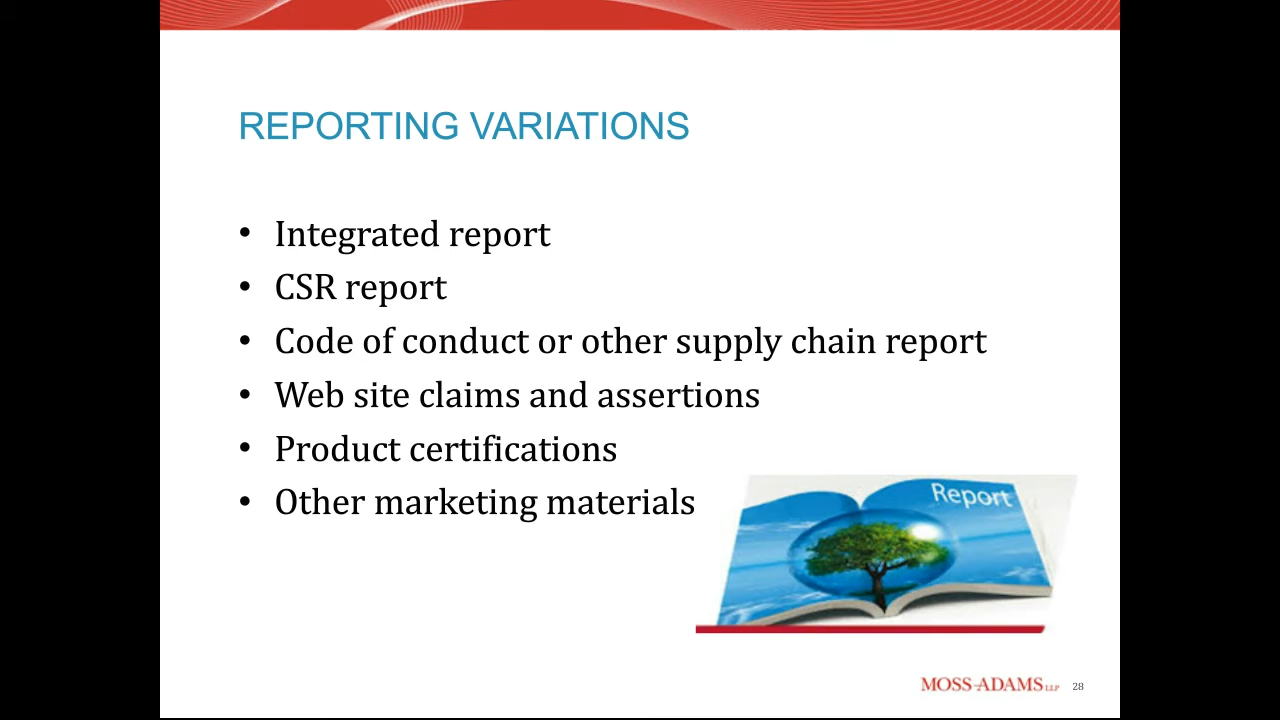 REPORTING VARIATIONS
• Integrated report
• CSR report
• Code of conduct or other supply chain report
• Web site claims and assertions
• Product certifications
• Other marketing materials
Report
MOSS-ADAMS LLP 28